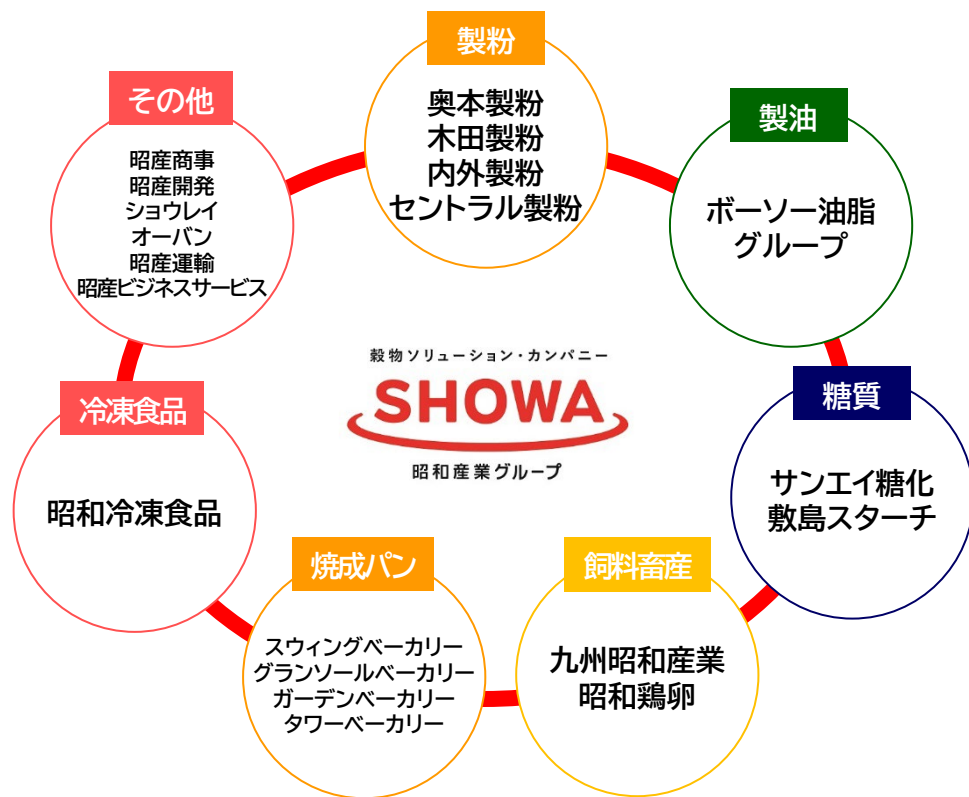 製粉
奥本製粉
木田製粉
内外製粉
セントラル製粉
製油
ボーソー油脂
グループ
糖質
サンエイ糖化
敷島スターチ
飼料畜産
九州昭和産業
昭和鶏卵
焼成パン
スウィングベーカリー
グランソールベーカリー
ガーデンベーカリー
タワーベーカリー
冷凍食品
昭和冷凍食品
その他
昭産商事
昭産開発
ショウレイ
オーバン
昭産運輸
昭産ビジネスサービス
穀物ソリューション・カンパニー
SHOWA
昭和産業グループ